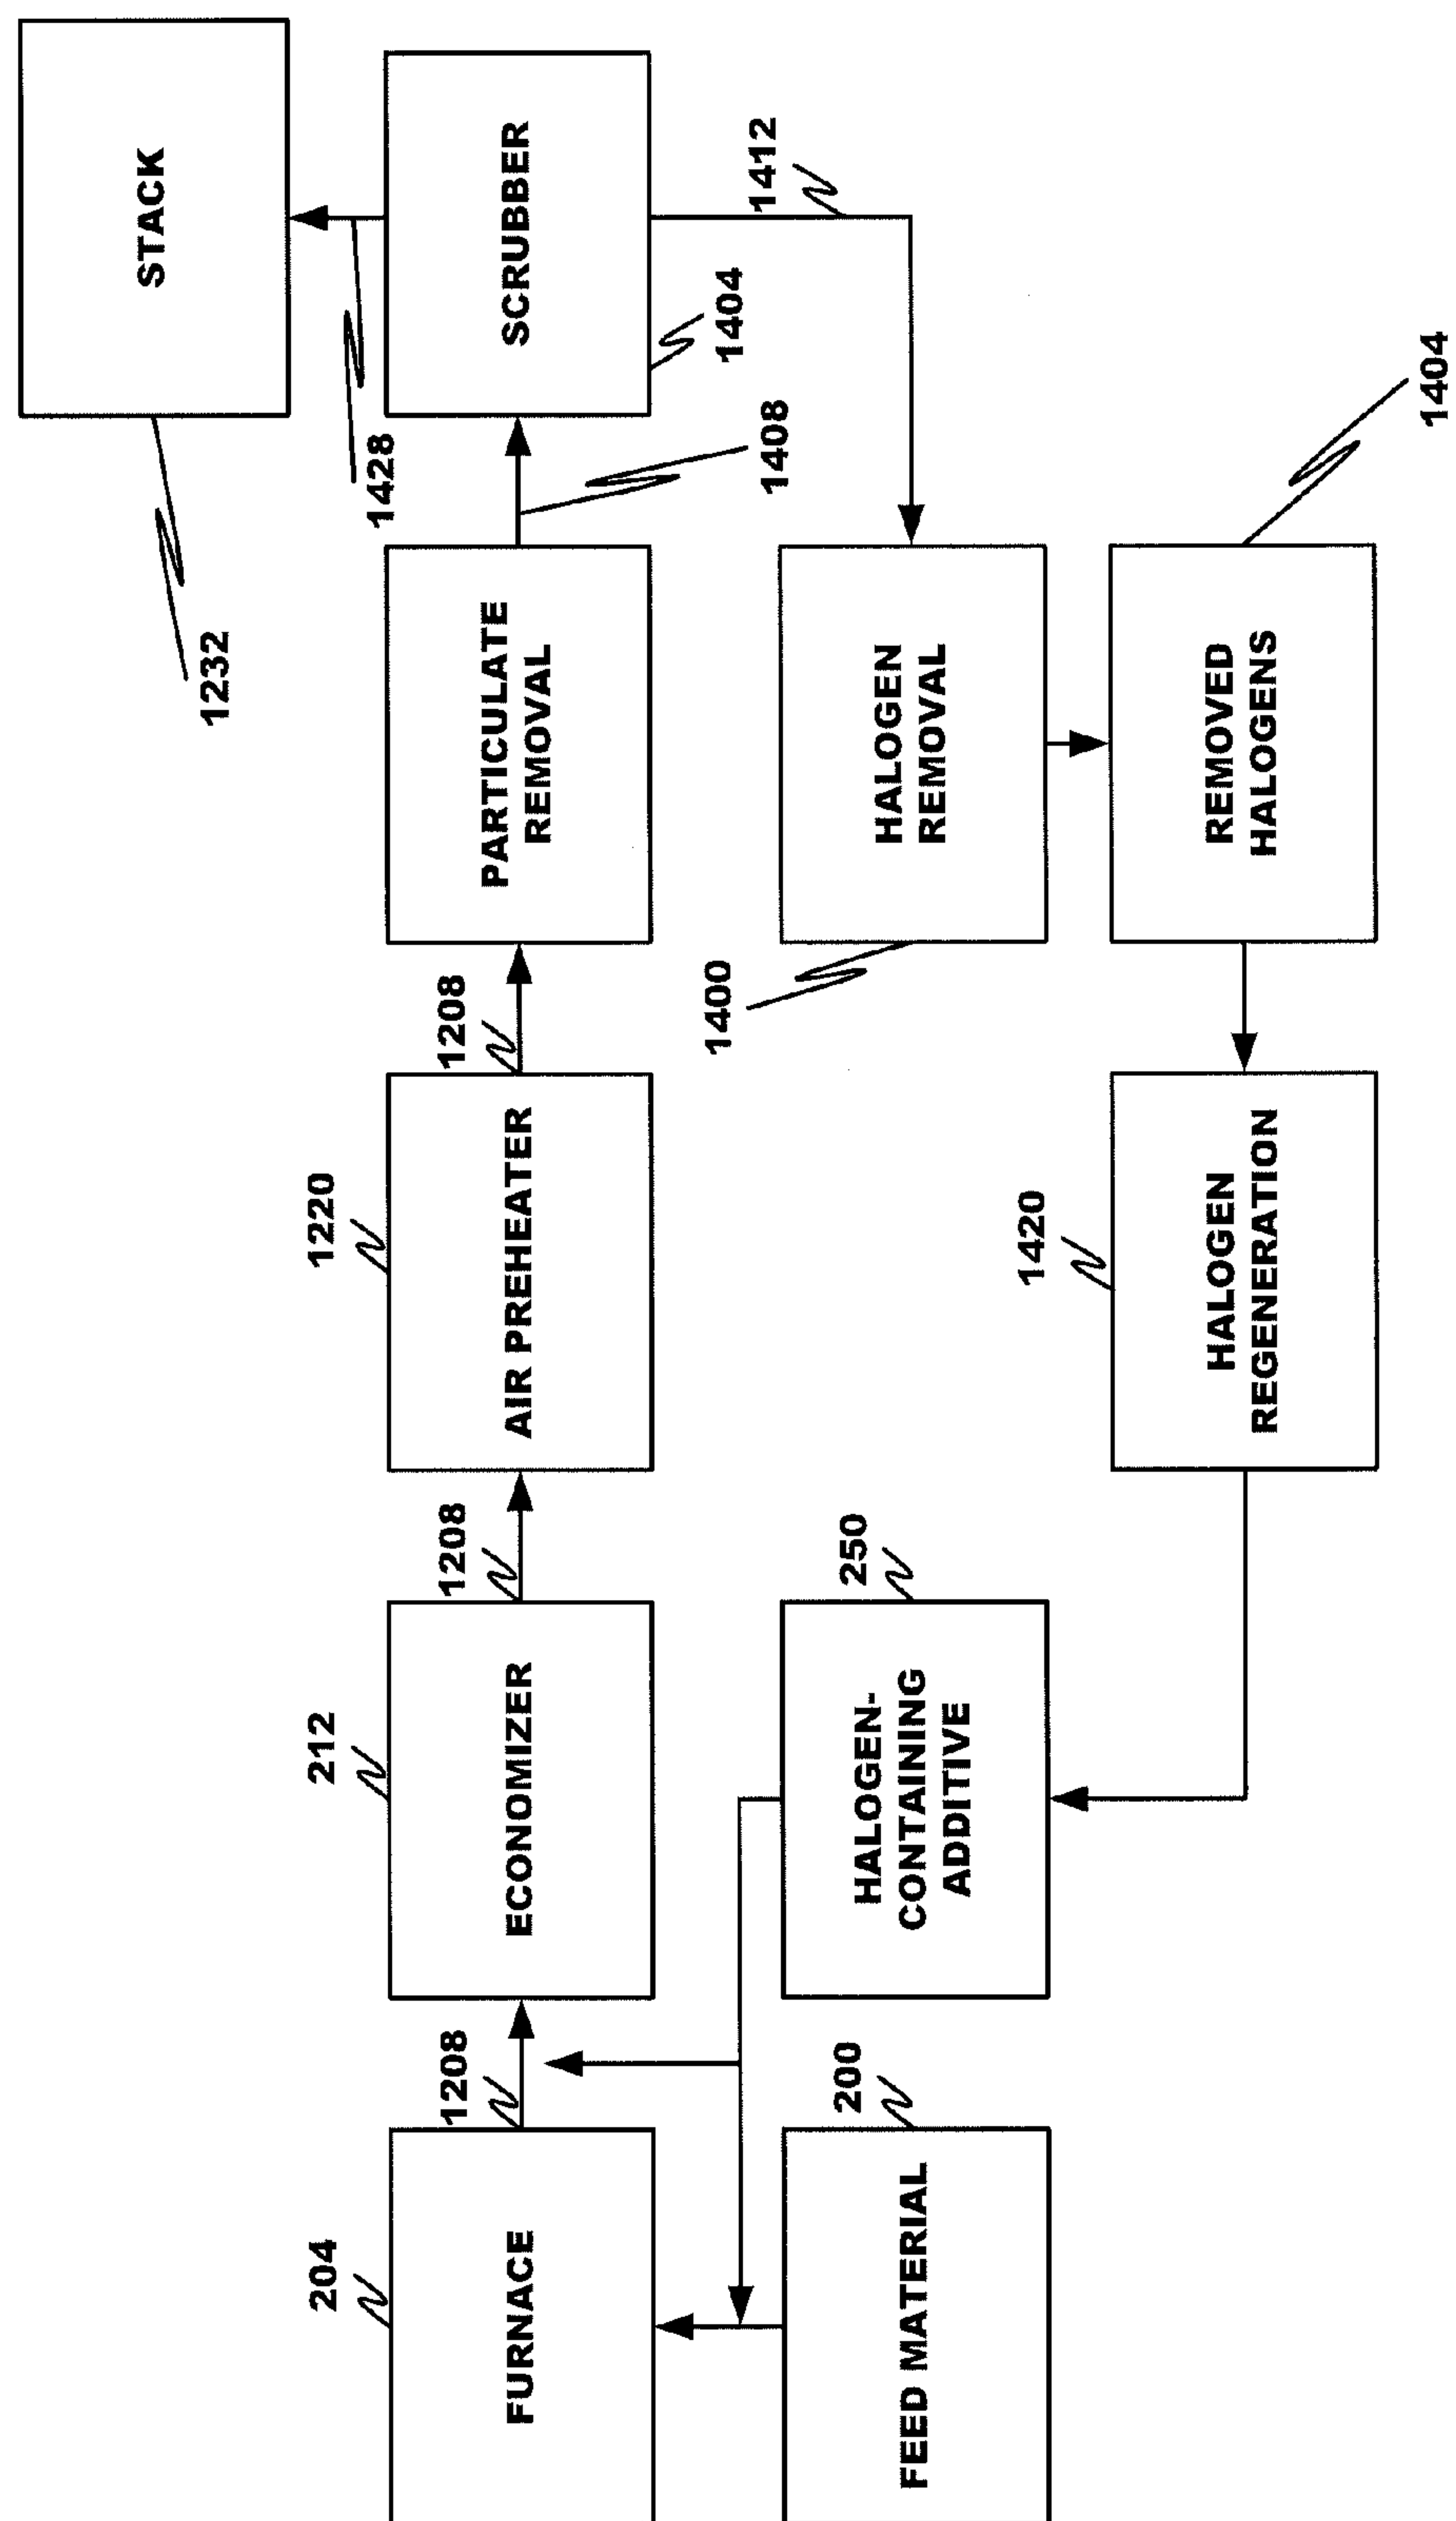 STACK
1232
1428
204
FURNACE
1208
212
ECONOMIZER
1208
1220
AIR PREHEATER
1208
PARTICULATE
REMOVAL
1408
SCRUBBER
1404
1412
200
FEED MATERIAL
250
HALOGEN-
CONTAINING
ADDITIVE
1400
HALOGEN
REMOVAL
1420
HALOGEN
REGENERATION
REMOVED
HALOGENS
1404